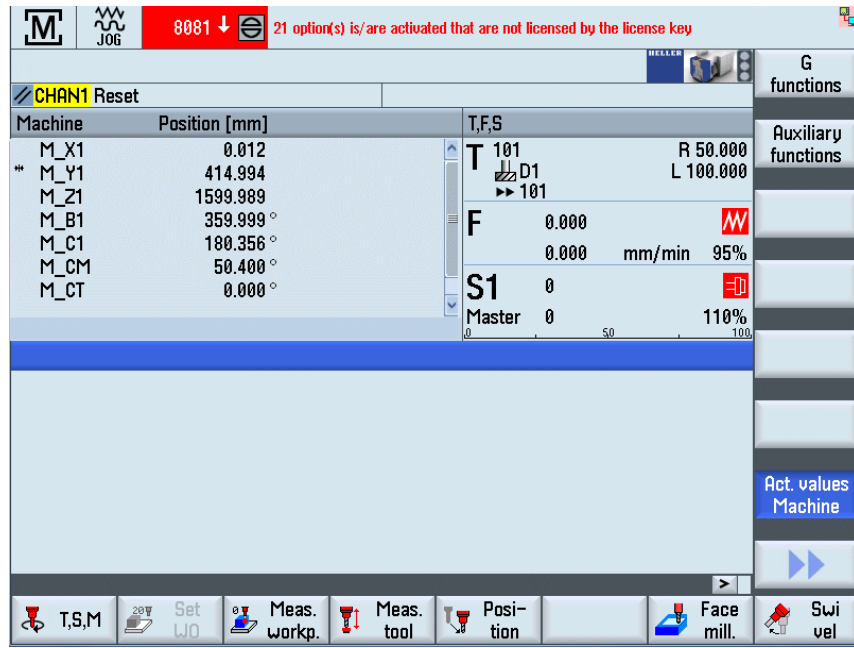 M
JOG
8081
21 option(s) is/are activated that are not licensed by the license key
HELLER
CHAN1 Reset
Machine Position [mm] T,F,S
M_X1 0.012
M_Y1 414.994
M_Z1 1599.989
M_B1 359.999 °
M_C1 180.356 °
M_CM 50.400 °
M_CT 0.000 °
T 101 R 50.000
D1 L 100.000
101
F 0.000
0.000 mm/min 95%
S1 0
Master 0 110%
0 50 100
G functions
Auxiliary functions
Act. values Machine
>
T,S,M
20
Set WO
0
Meas. workp.
Meas. tool
Posi-
tion
Face mill.
Swi
vel